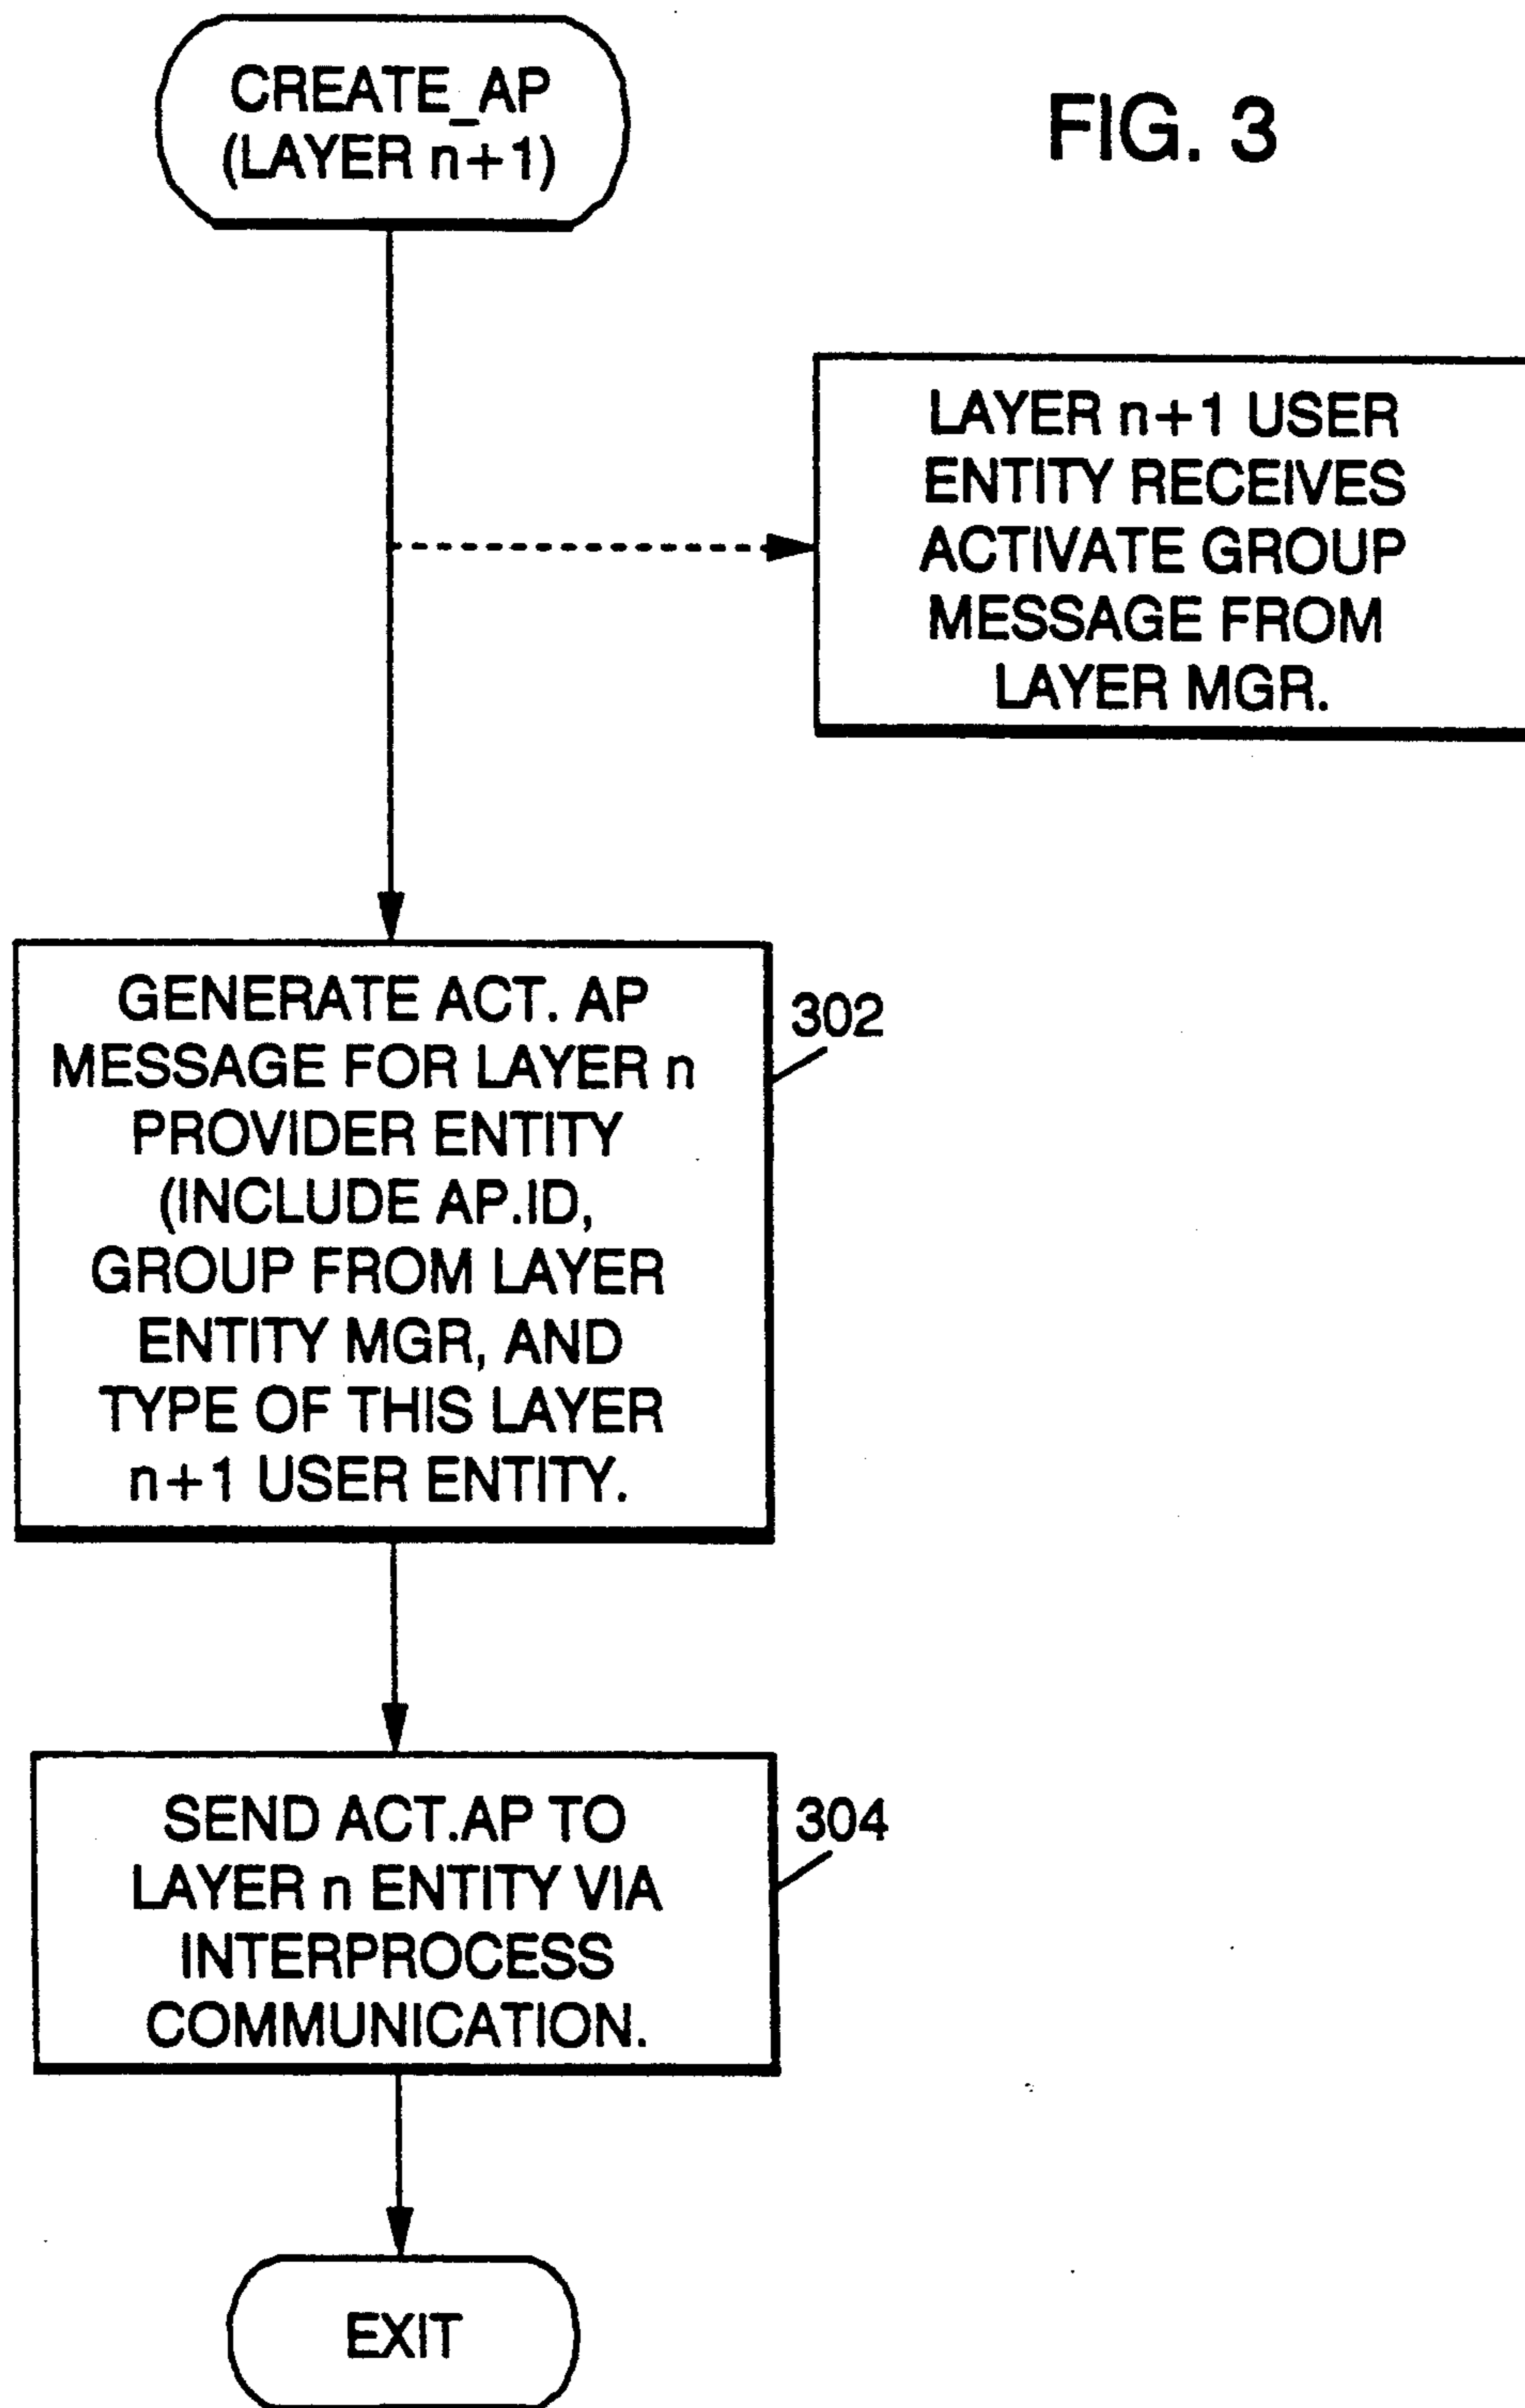 CREATE_AP
(LAYER n+1)
FIG. 3
LAYER n+1 USER
ENTITY RECEIVES
ACTIVATE GROUP
MESSAGE FROM
LAYER MGR.
GENERATE ACT. AP
MESSAGE FOR LAYER n
PROVIDER ENTITY
(INCLUDE AP.ID,
GROUP FROM LAYER
ENTITY MGR, AND
TYPE OF THIS LAYER
n+1 USER ENTITY.
302
SEND ACT.AP TO
LAYER n ENTITY VIA
INTERPROCESS
COMMUNICATION.
304
EXIT